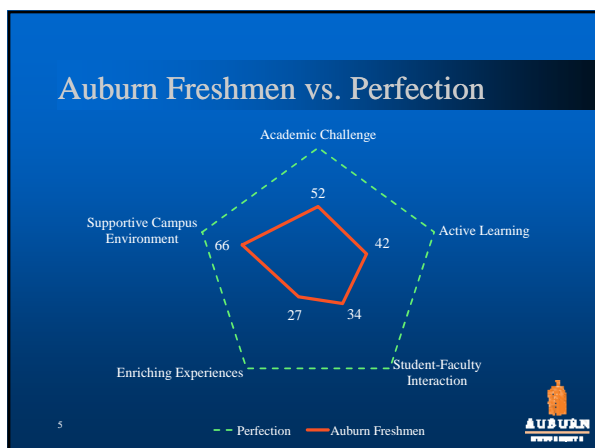 Auburn Freshmen vs. Perfection
Academic Challenge
52
Supportive Campus
Environment
66
42
Active Learning
27
34
Enriching Experiences
Student-Faculty
Interaction
5
Perfection
Auburn Freshmen
AUBURN
UNIVERSITY